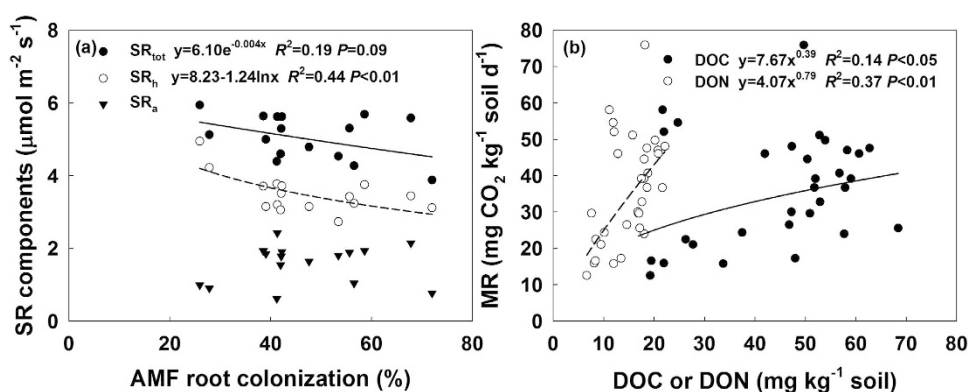 (a)
SR_tot y=6.10e^-0.004x R²=0.19 P=0.09
SR_h y=8.23-1.24lnx R²=0.44 P<0.01
SR_a
8
6
4
2
0
0 20 40 60 80
SR components (μmol m⁻² s⁻¹)
AMF root colonization (%)
(b)
DOC y=7.67x^0.39 R²=0.14 P<0.05
DON y=4.07x^0.79 R²=0.37 P<0.01
80
70
60
50
40
30
20
10
0
0 10 20 30 40 50 60 70 80
MR (mg CO₂ kg⁻¹ soil d⁻¹)
DOC or DON (mg kg⁻¹ soil)